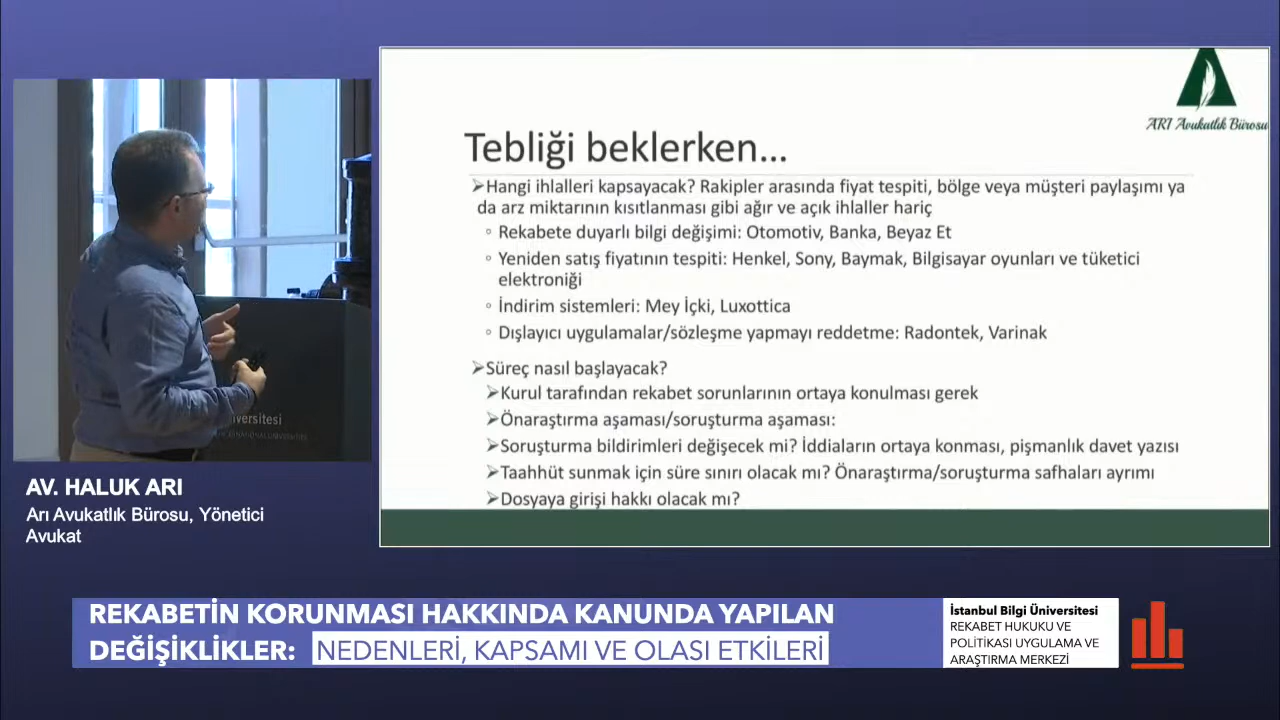 ARI Avukatlık Bürosu
Tebliği beklerken...
➢Hangi ihlalleri kapsayacak? Rakipler arasında fiyat tespiti, bölge veya müşteri paylaşımı ya
da arz miktarının kısıtlanması gibi ağır ve açık ihlaller hariç
◦ Rekabete duyarlı bilgi değişimi: Otomotiv, Banka, Beyaz Et
◦ Yeniden satış fiyatının tespiti: Henkel, Sony, Baymak, Bilgisayar oyunları ve tüketici
elektroniği
◦ İndirim sistemleri: Mey İçki, Luxottica
◦ Dışlayıcı uygulamalar/sözleşme yapmayı reddetme: Radontek, Varinak
➢Süreç nasıl başlayacak?
➢Kurul tarafından rekabet sorunlarının ortaya konulması gerek
➢Önaraştırma aşaması/soruşturma aşaması:
➢Soruşturma bildirimleri değişecek mi? İddiaların ortaya konması, pişmanlık davet yazısı
➢Taahhüt sunmak için süre sınırı olacak mı? Önaraştırma/soruşturma safhaları ayrımı
➢Dosyaya girişi hakkı olacak mı?
AV. HALUK ARI
Arı Avukatlık Bürosu, Yönetici
Avukat
REKABETİN KORUNMASI HAKKINDA KANUNDA YAPILAN
DEĞİŞİKLİKLER: NEDENLERİ, KAPSAMI VE OLASI ETKİLERİ
İstanbul Bilgi Üniversitesi
REKABET HUKUKU VE
POLİTİKASI UYGULAMA VE
ARAŞTIRMA MERKEZİ